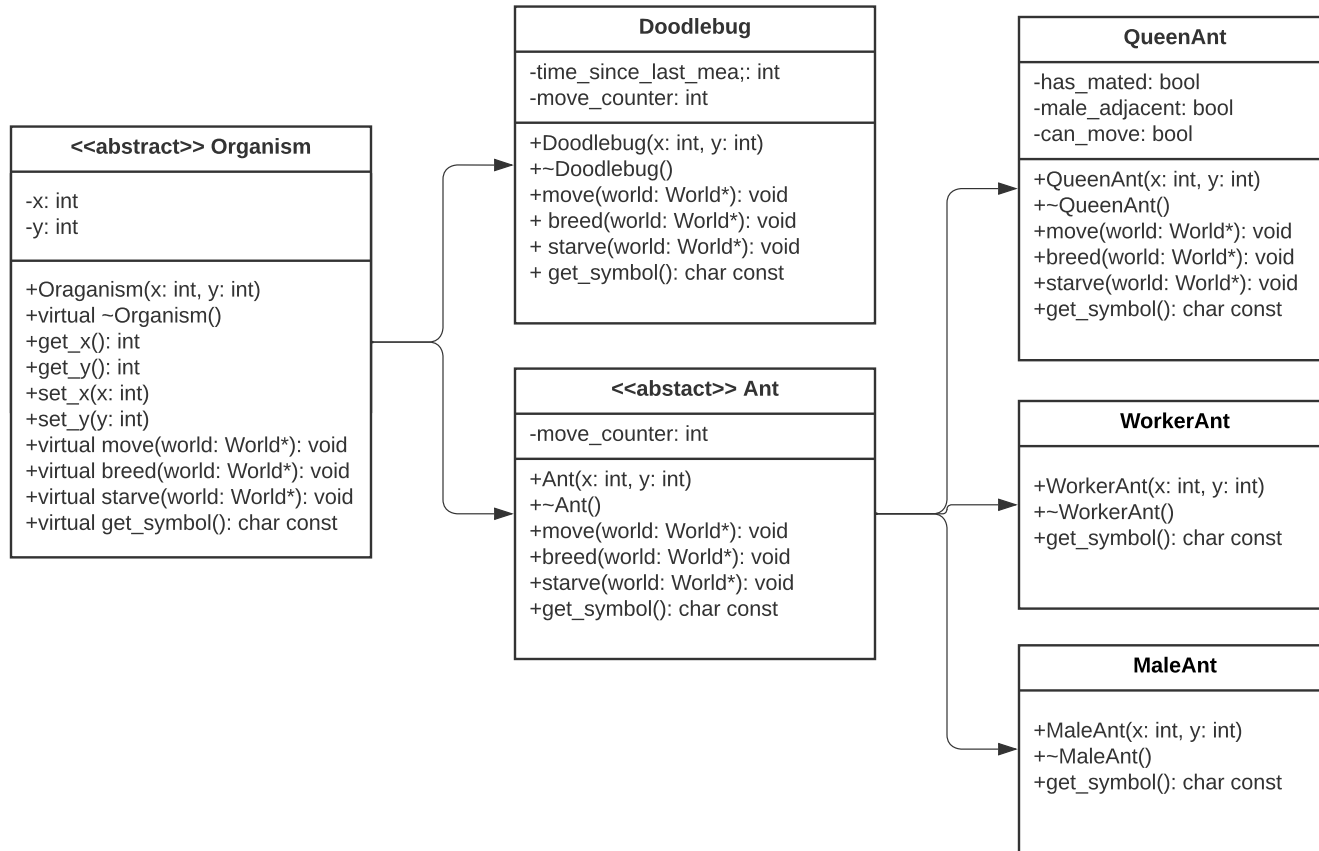 <<abstract>> Organism
-x: int
-y: int
+Oraganism(x: int, y: int)
+virtual ~Organism()
+get_x(): int
+get_y(): int
+set_x(x: int)
+set_y(y: int)
+virtual move(world: World*): void
+virtual breed(world: World*): void
+virtual starve(world: World*): void
+virtual get_symbol(): char const
Doodlebug
-time_since_last_mea;: int
-move_counter: int
+Doodlebug(x: int, y: int)
+~Doodlebug()
+move(world: World*): void
+ breed(world: World*): void
+ starve(world: World*): void
+ get_symbol(): char const
<<abstact>> Ant
-move_counter: int
+Ant(x: int, y: int)
+~Ant()
+move(world: World*): void
+breed(world: World*): void
+starve(world: World*): void
+get_symbol(): char const
QueenAnt
-has_mated: bool
-male_adjacent: bool
-can_move: bool
+QueenAnt(x: int, y: int)
+~QueenAnt()
+move(world: World*): void
+breed(world: World*): void
+starve(world: World*): void
+get_symbol(): char const
WorkerAnt
+WorkerAnt(x: int, y: int)
+~WorkerAnt()
+get_symbol(): char const
MaleAnt
+MaleAnt(x: int, y: int)
+~MaleAnt()
+get_symbol(): char const